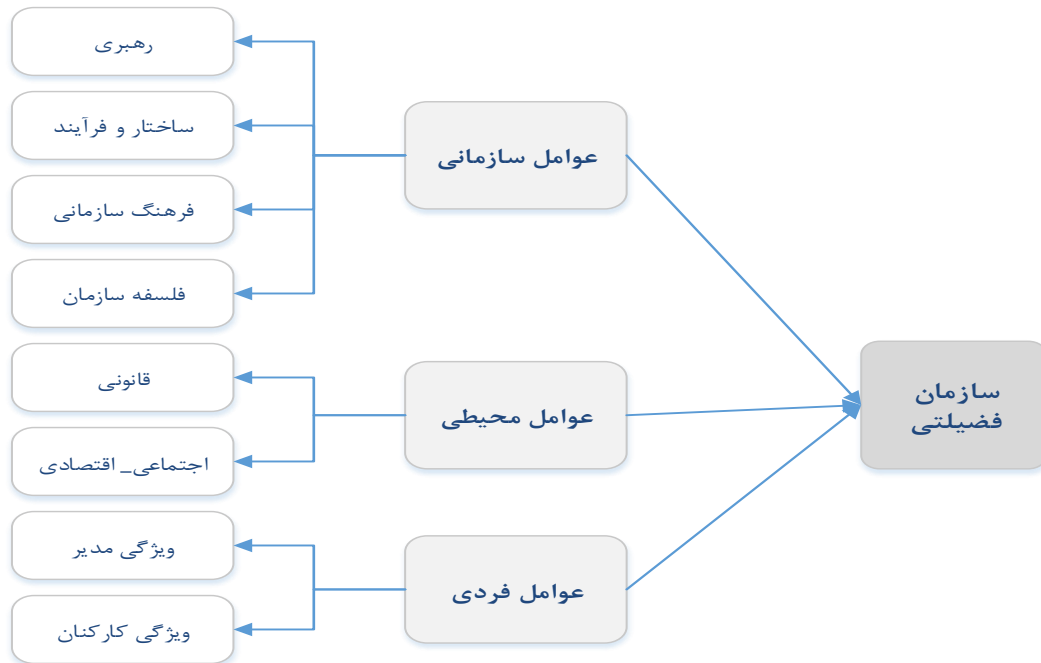 رهبری
ساختار و فرآیند
فرهنگ سازمانی
فلسفه سازمان
عوامل سازمانی
قانونی
اجتماعی_ اقتصادی
عوامل محیطی
ویژگی مدیر
ویژگی کارکنان
عوامل فردی
سازمان
فضیلتی